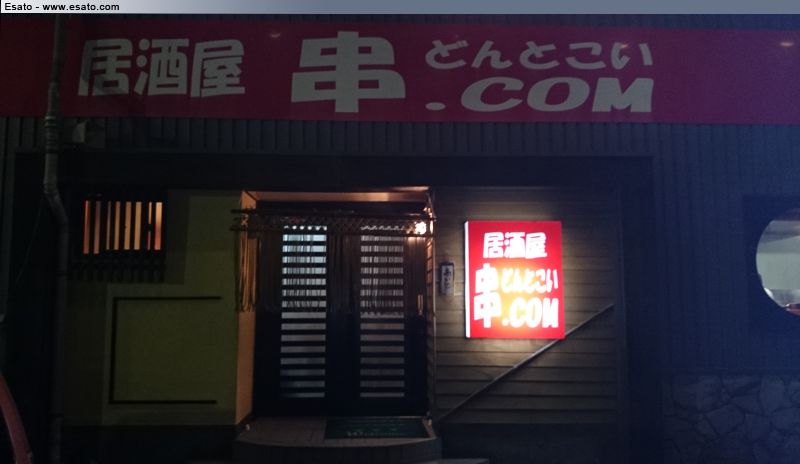 Esato - www.esato.com
居酒屋 串 どんとこい
.COM
居酒屋
串 どんとこい
.COM